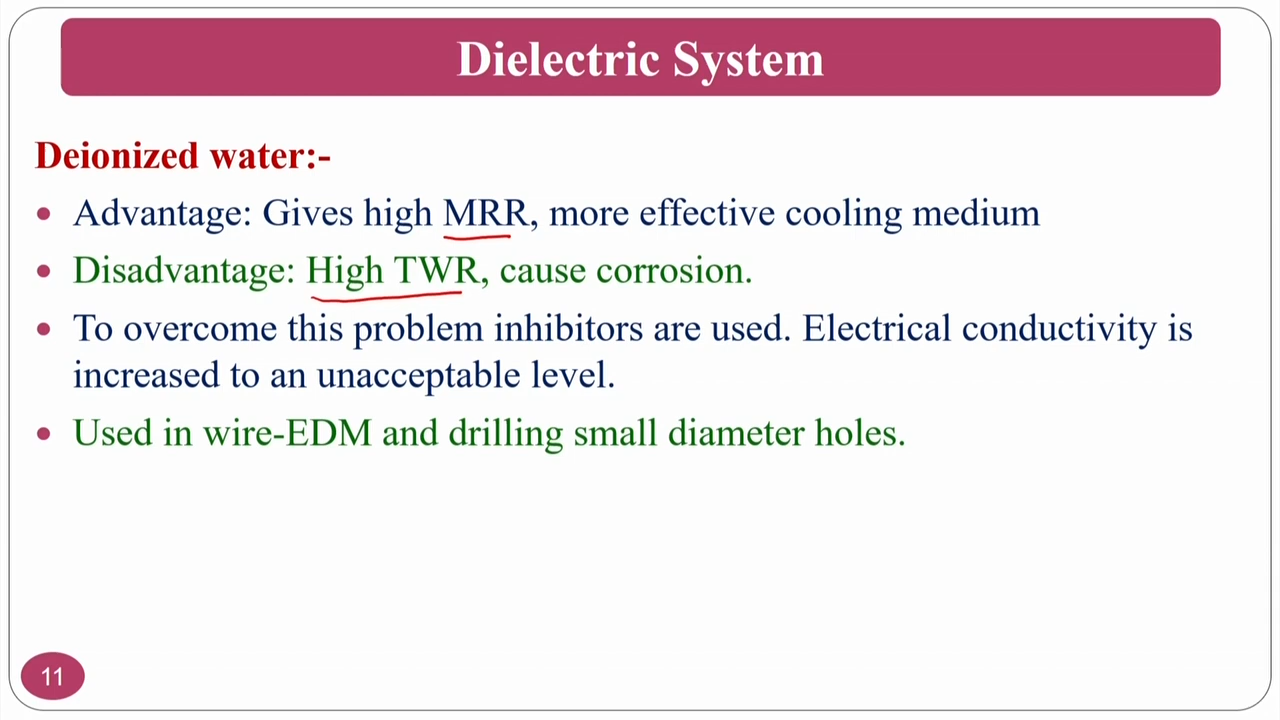 Dielectric System
Deionized water:-
• Advantage: Gives high MRR, more effective cooling medium
• Disadvantage: High TWR, cause corrosion.
• To overcome this problem inhibitors are used. Electrical conductivity is
increased to an unacceptable level.
• Used in wire-EDM and drilling small diameter holes.
11